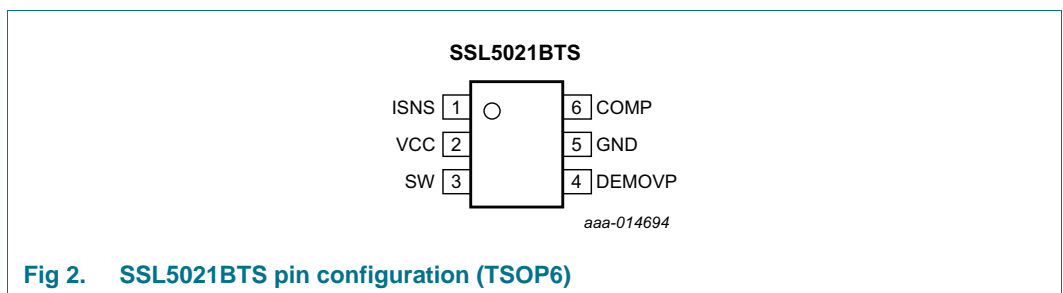 SSL5021BTS
ISNS 1 6 COMP
VCC 2 5 GND
SW 3 4 DEMOVP
aaa-014694
Fig 2. SSL5021BTS pin configuration (TSOP6)